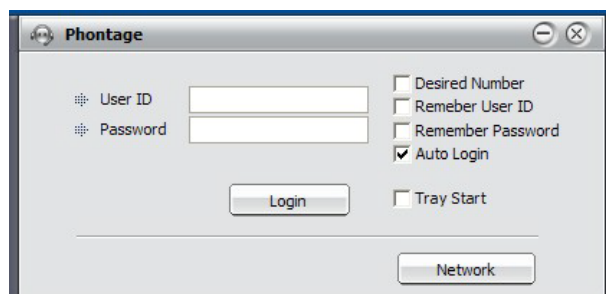 Phontage
User ID
Password
Desired Number
Remeber User ID
Remember Password
Auto Login
Login
Tray Start
Network